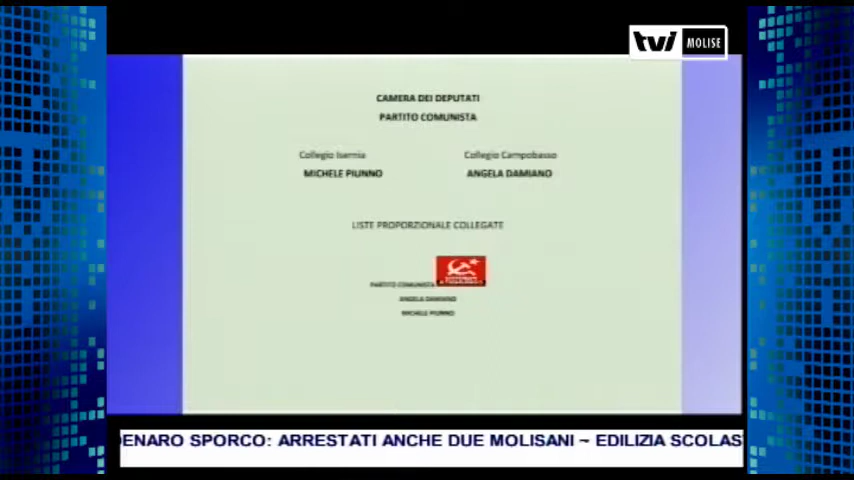 tvi MOLISE
CAMERA DEI DEPUTATI
PARTITO COMUNISTA
Collegio Isernia
Collegio Campobasso
MICHELE PIUNNO
ANGELA DAMIANO
LISTE PROPORZIONALE COLLEGATE
PARTITO COMUNISTA
ANGELA DAMIANO
MICHELE PIUNNO
DENARO SPORCO: ARRESTATI ANCHE DUE MOLISANI ~ EDILIZIA SCOLAS